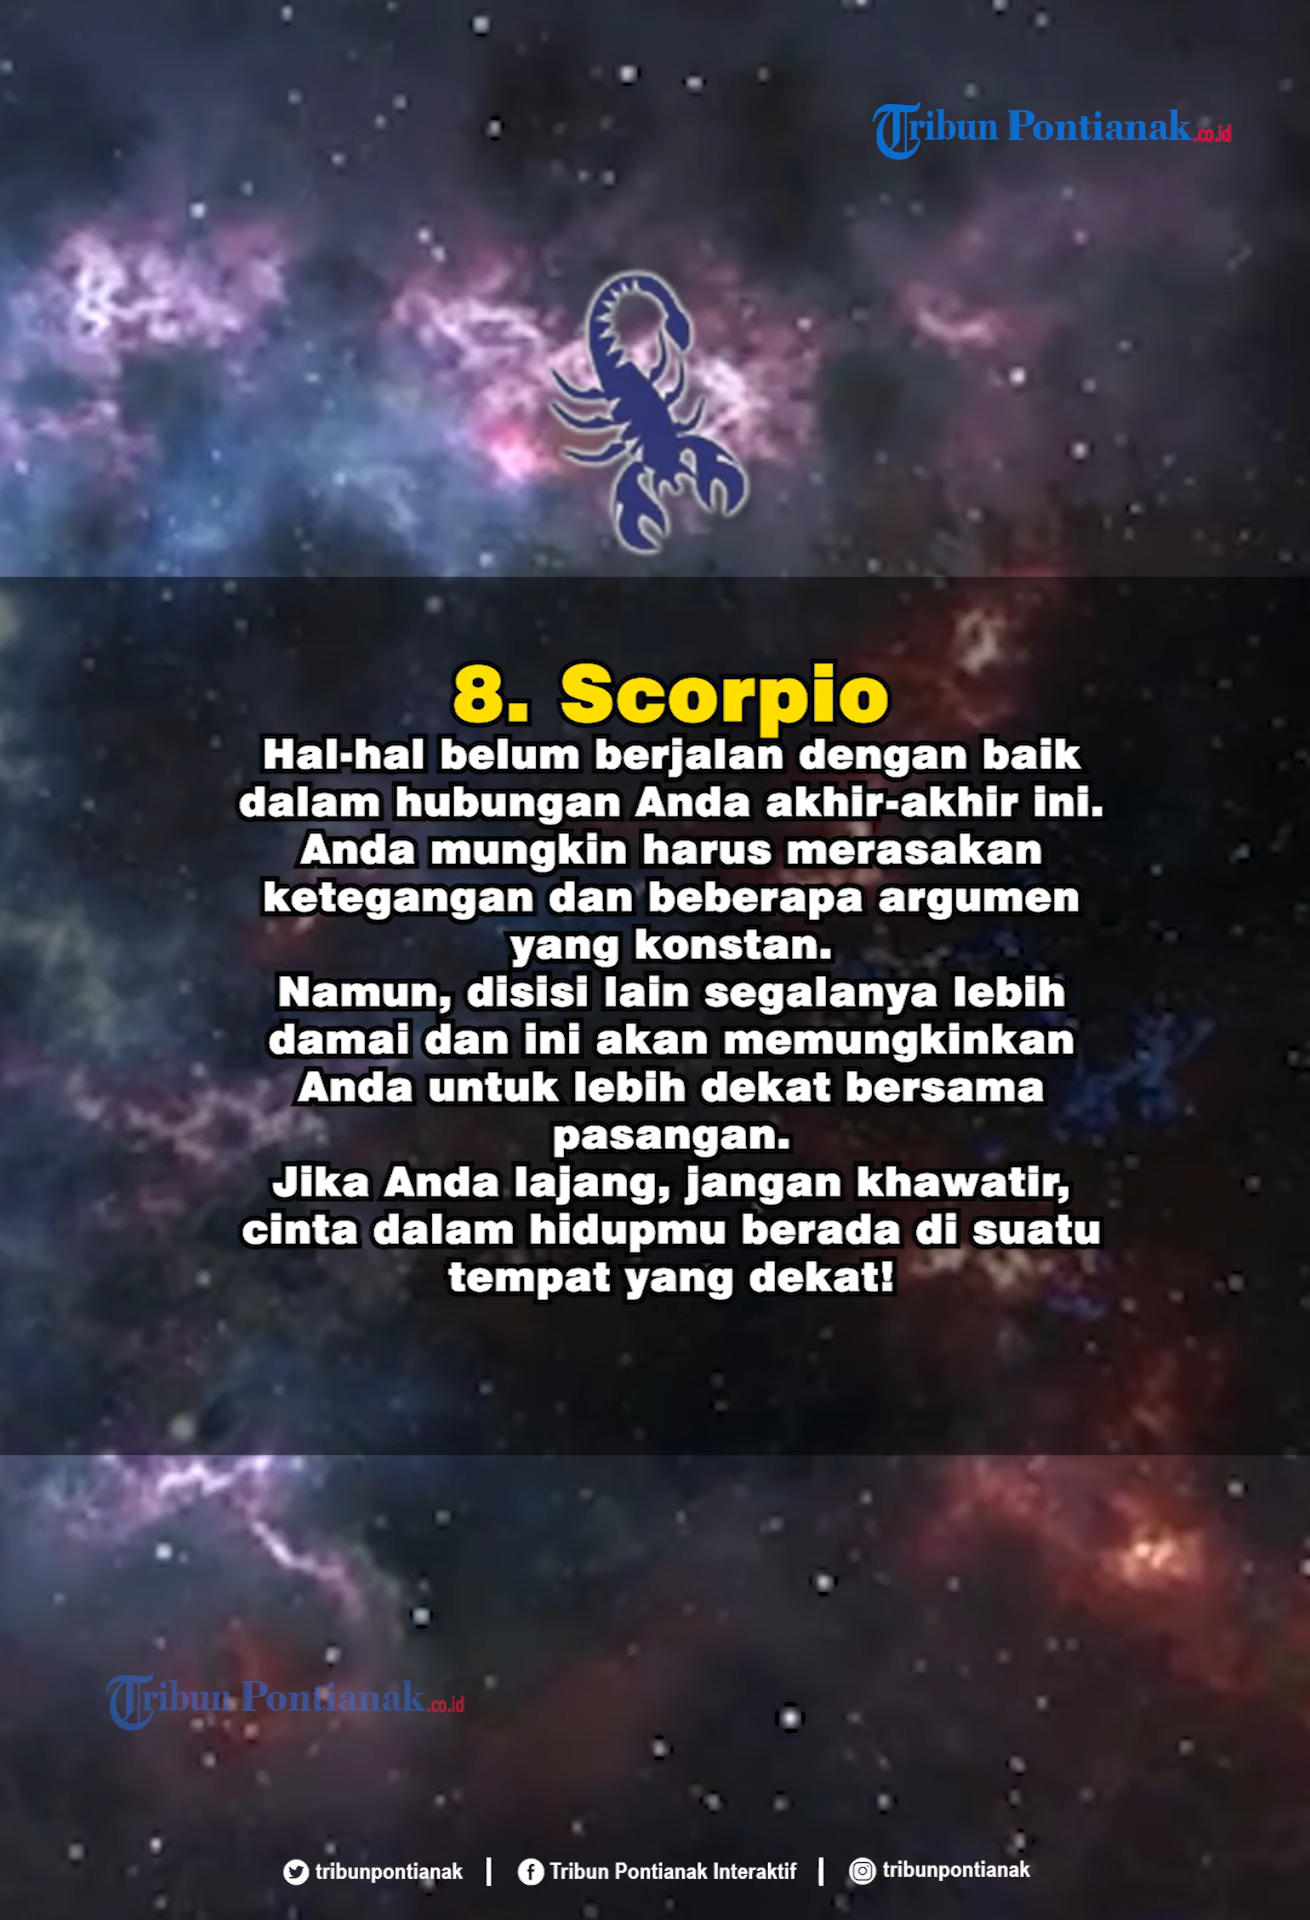 Tribun Pontianak.co.id
8. Scorpio
Hal-hal belum berjalan dengan baik
dalam hubungan Anda akhir-akhir ini.
Anda mungkin harus merasakan
ketegangan dan beberapa argumen
yang konstan.
Namun, disisi lain segalanya lebih
damai dan ini akan memungkinkan
Anda untuk lebih dekat bersama
pasangan.
Jika Anda lajang, jangan khawatir,
cinta dalam hidupmu berada di suatu
tempat yang dekat!
Tribun Pontianak.co.id
tribunpontianak | Tribun Pontianak Interaktif | tribunpontianak